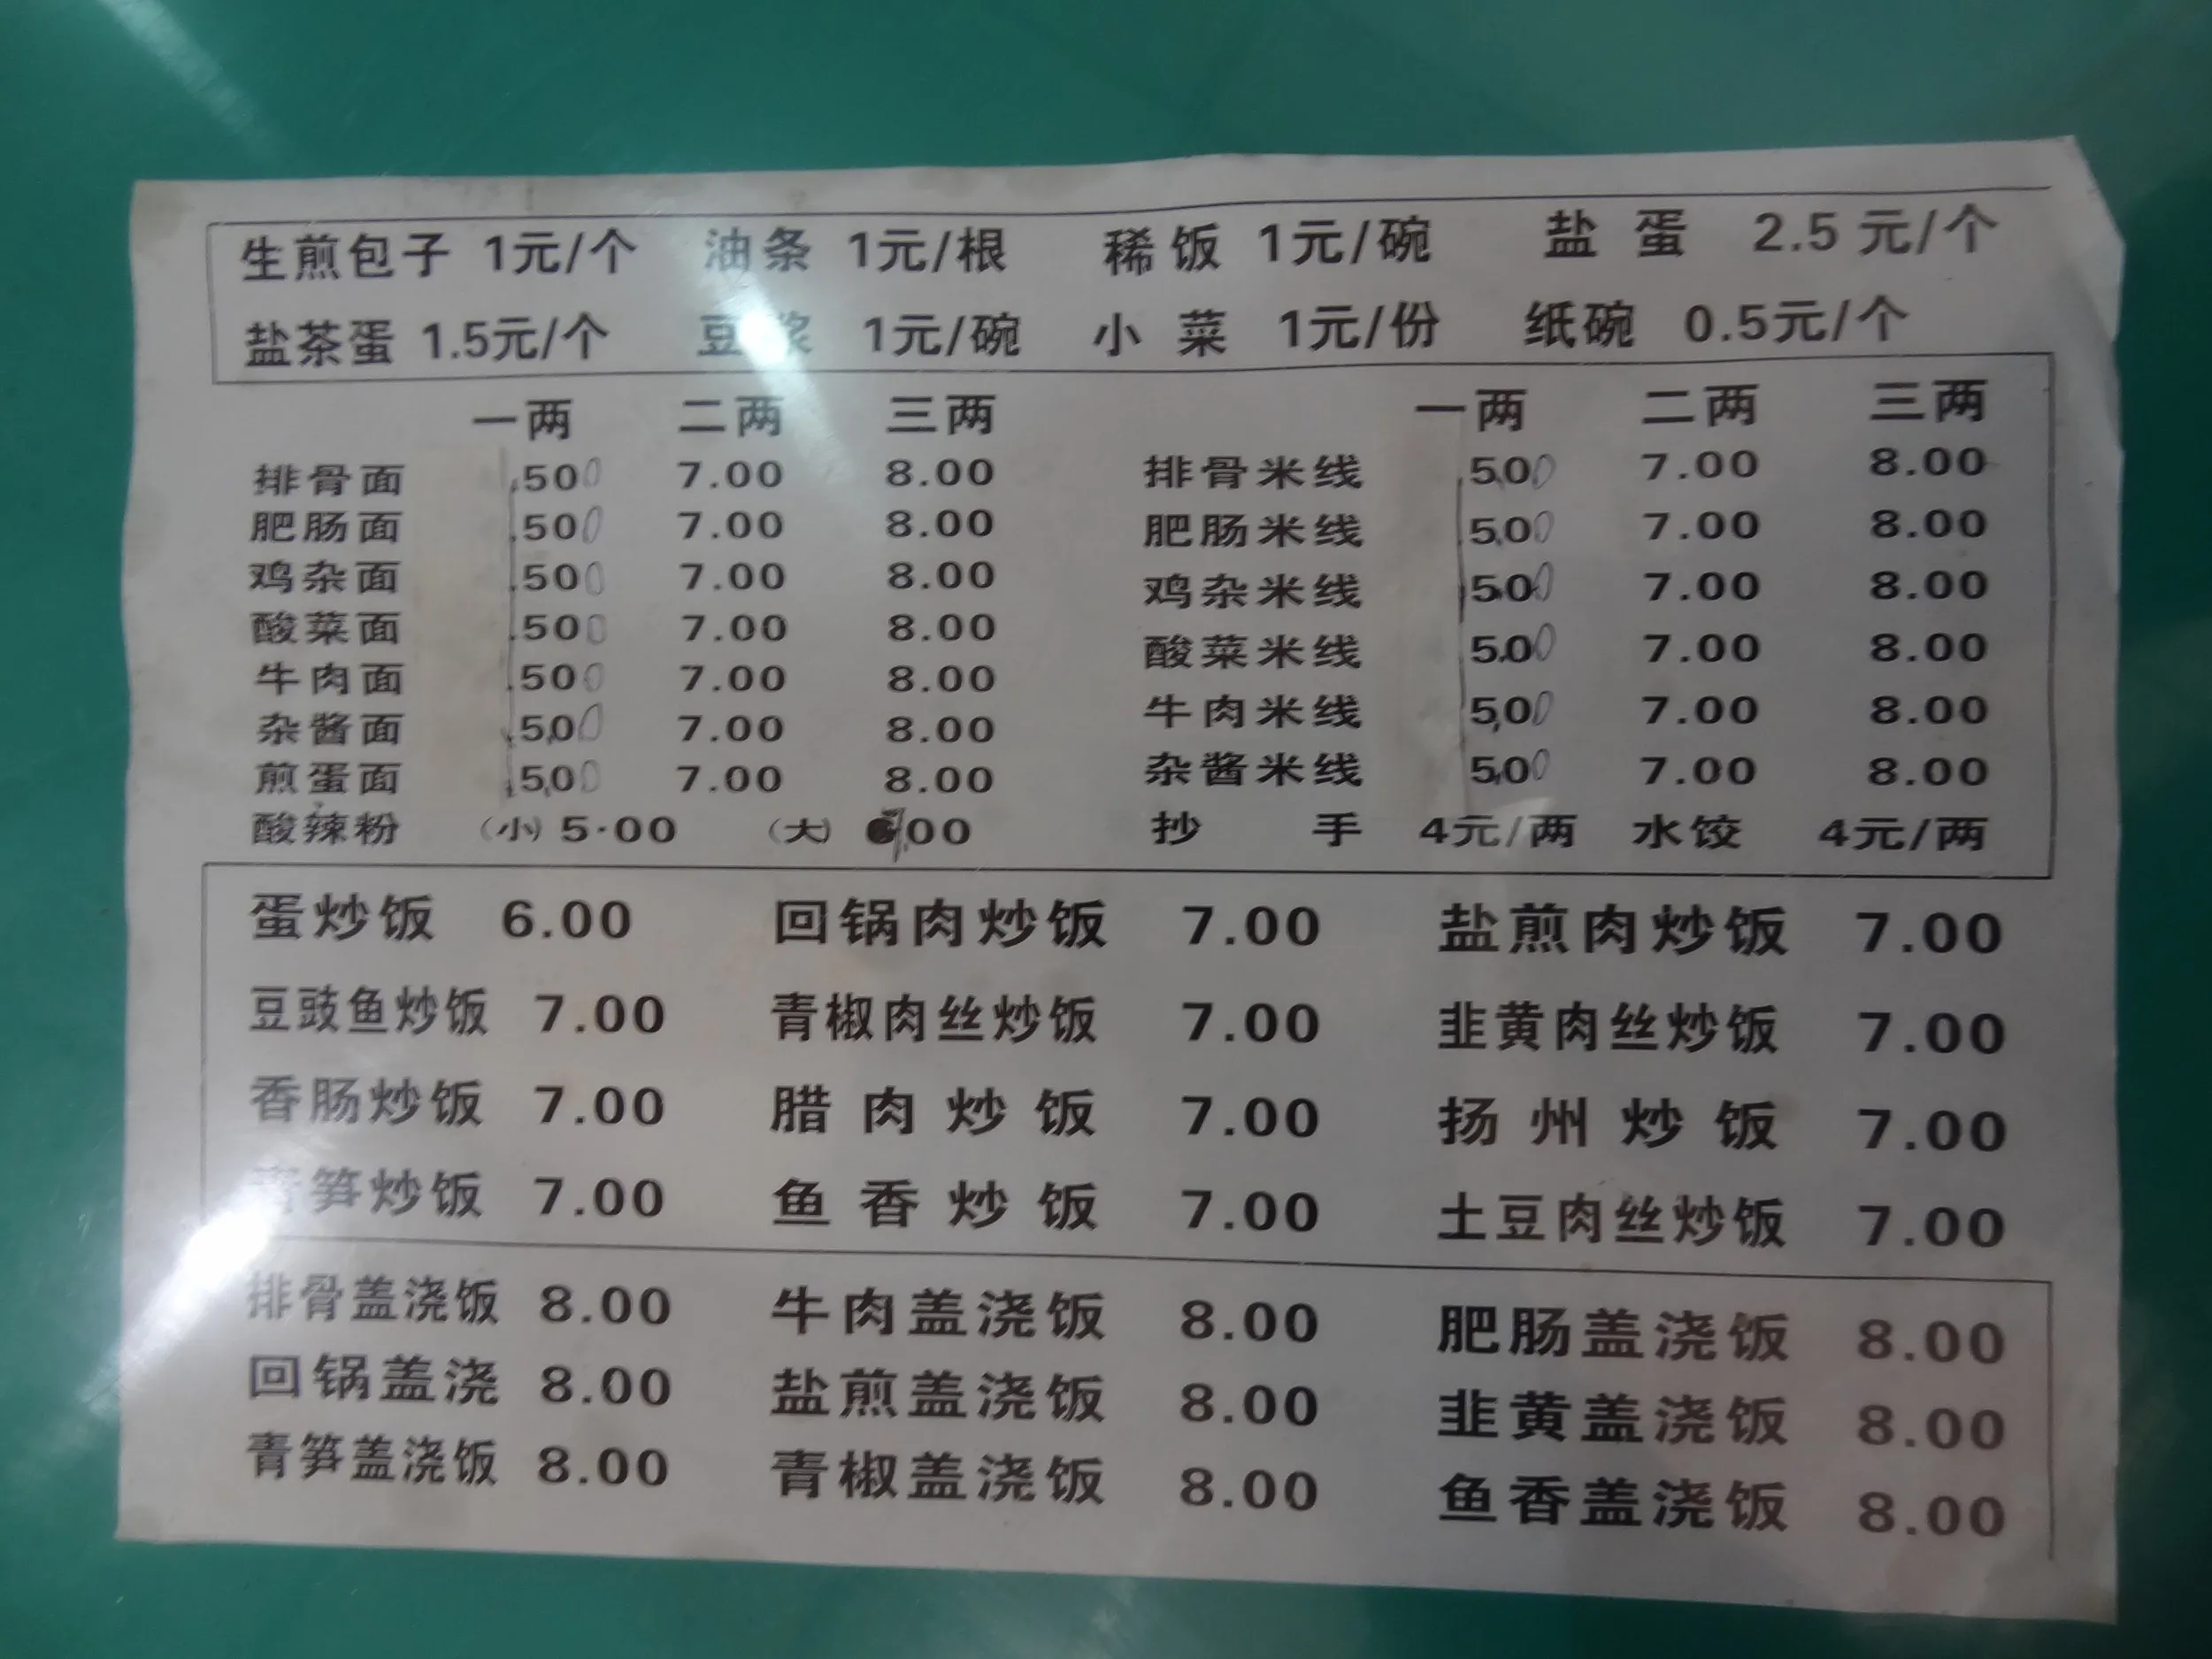 生煎包子 1元/个 油条 1元/根 稀饭 1元/碗 盐蛋 2.5元/个
盐茶蛋 1.5元/个 豆浆 1元/碗 小菜 1元/份 纸碗 0.5元/个
一两 二两 三两 一两 二两 三两
排骨面 5.00 7.00 8.00 排骨米线 5.00 7.00 8.00
肥肠面 5.00 7.00 8.00 肥肠米线 5.00 7.00 8.00
鸡杂面 5.00 7.00 8.00 鸡杂米线 5.00 7.00 8.00
酸菜面 5.00 7.00 8.00 酸菜米线 5.00 7.00 8.00
牛肉面 5.00 7.00 8.00 牛肉米线 5.00 7.00 8.00
杂酱面 5.00 7.00 8.00 杂酱米线 5.00 7.00 8.00
煎蛋面 5.00 7.00 8.00
酸辣粉 (小) 5·00 (大) 抄手 4元/两 水饺 4元/两
蛋炒饭 6.00 回锅肉炒饭 7.00 盐煎肉炒饭 7.00
豆豉鱼炒饭 7.00 青椒肉丝炒饭 7.00 韭黄肉丝炒饭 7.00
香肠炒饭 7.00 腊肉炒饭 7.00 扬州炒饭 7.00
青笋炒饭 7.00 鱼香炒饭 7.00 土豆肉丝炒饭 7.00
排骨盖浇饭 8.00 牛肉盖浇饭 8.00 肥肠盖浇饭 8.00
回锅盖浇 8.00 盐煎盖浇饭 8.00 韭黄盖浇饭 8.00
青笋盖浇饭 8.00 青椒盖浇饭 8.00 鱼香盖浇饭 8.00